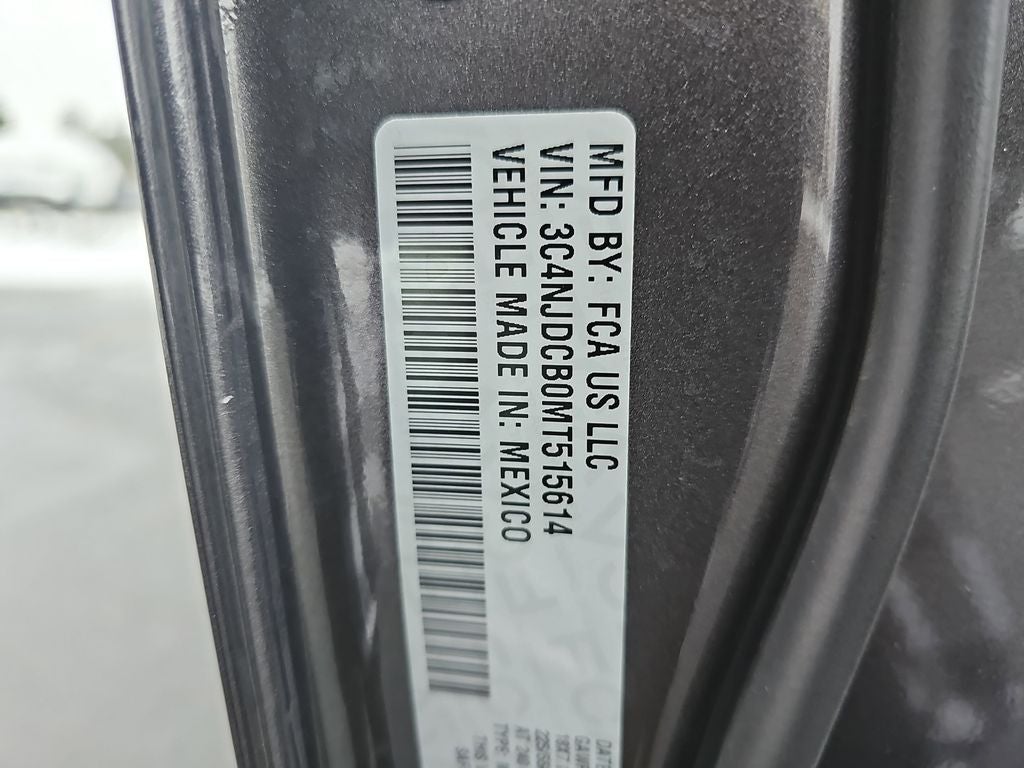 MFD BY: FCA US LLC
VIN: 3C4NJDCB0MT515614
VEHICLE MADE IN: MEXICO